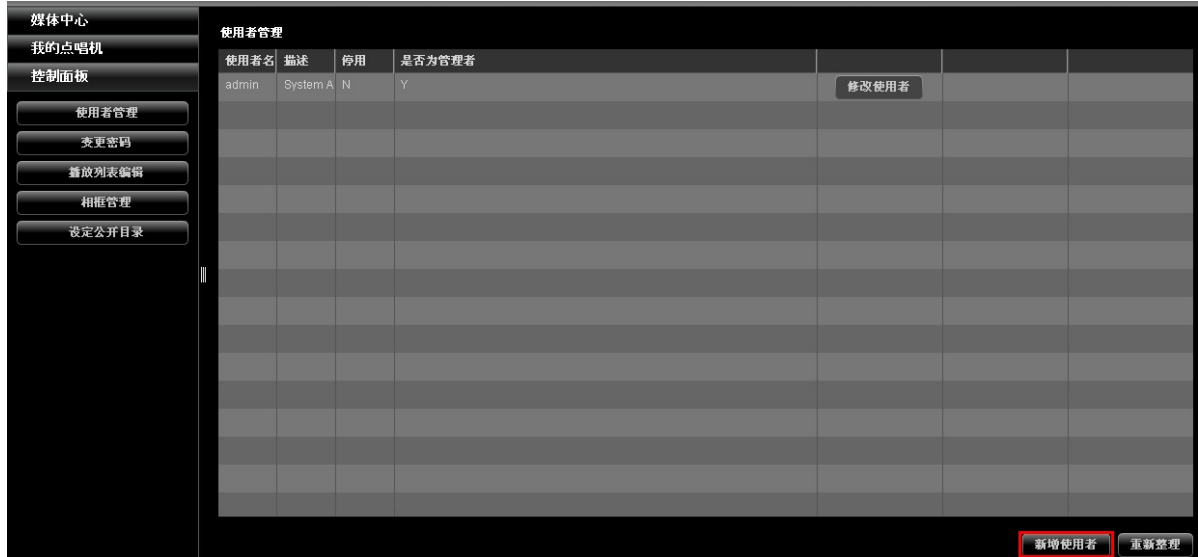 媒体中心
我的点唱机
控制面板
使用者管理
变更密码
播放列表编辑
相框管理
设定公开目录
使用者管理
使用者名 描述 停用 是否为管理者
admin System A N Y 修改使用者
新增使用者 重新整理